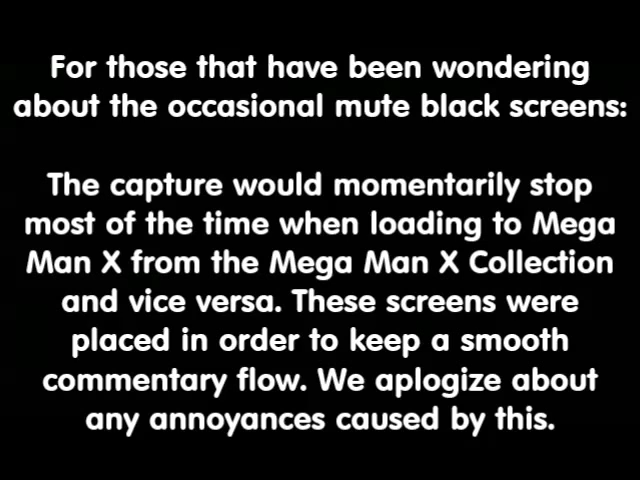 For those that have been wondering
about the occasional mute black screens:
The capture would momentarily stop
most of the time when loading to Mega
Man X from the Mega Man X Collection
and vice versa. These screens were
placed in order to keep a smooth
commentary flow. We aplogize about
any annoyances caused by this.